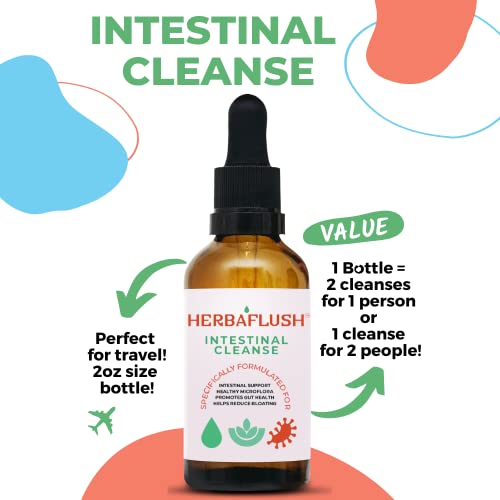 INTESTINAL
CLEANSE
VALUE
1 Bottle =
2 cleanses
for 1 person
or
1 cleanse
for 2 people!
Perfect
for travel!
2oz size
bottle!
HERBAFLUSH
INTESTINAL
CLEANSE
SPECIFICALLY FORMULATED FOR
INTESTINAL SUPPORT
HEALTHY MICROFLORA
PROMOTES GUT HEALTH
HELPS REDUCE BLOATING